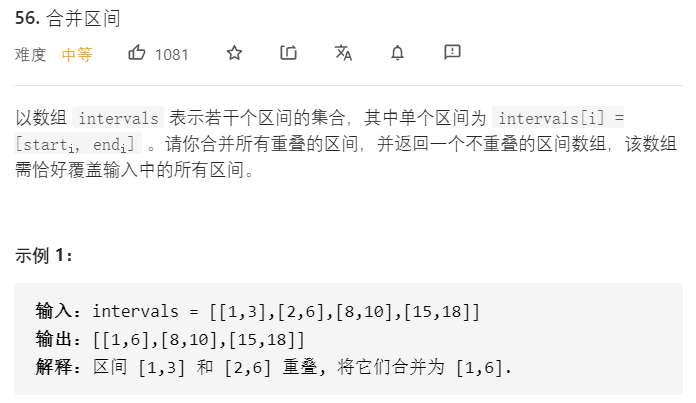 56. 合并区间
难度 中等 1081
以数组 intervals 表示若干个区间的集合，其中单个区间为 intervals[i] =
[starti, endi] 。请你合并所有重叠的区间，并返回一个不重叠的区间数组，该数组
需恰好覆盖输入中的所有区间。
示例 1：
输入：intervals = [[1,3],[2,6],[8,10],[15,18]]
输出：[[1,6],[8,10],[15,18]]
解释：区间 [1,3] 和 [2,6] 重叠, 将它们合并为 [1,6].